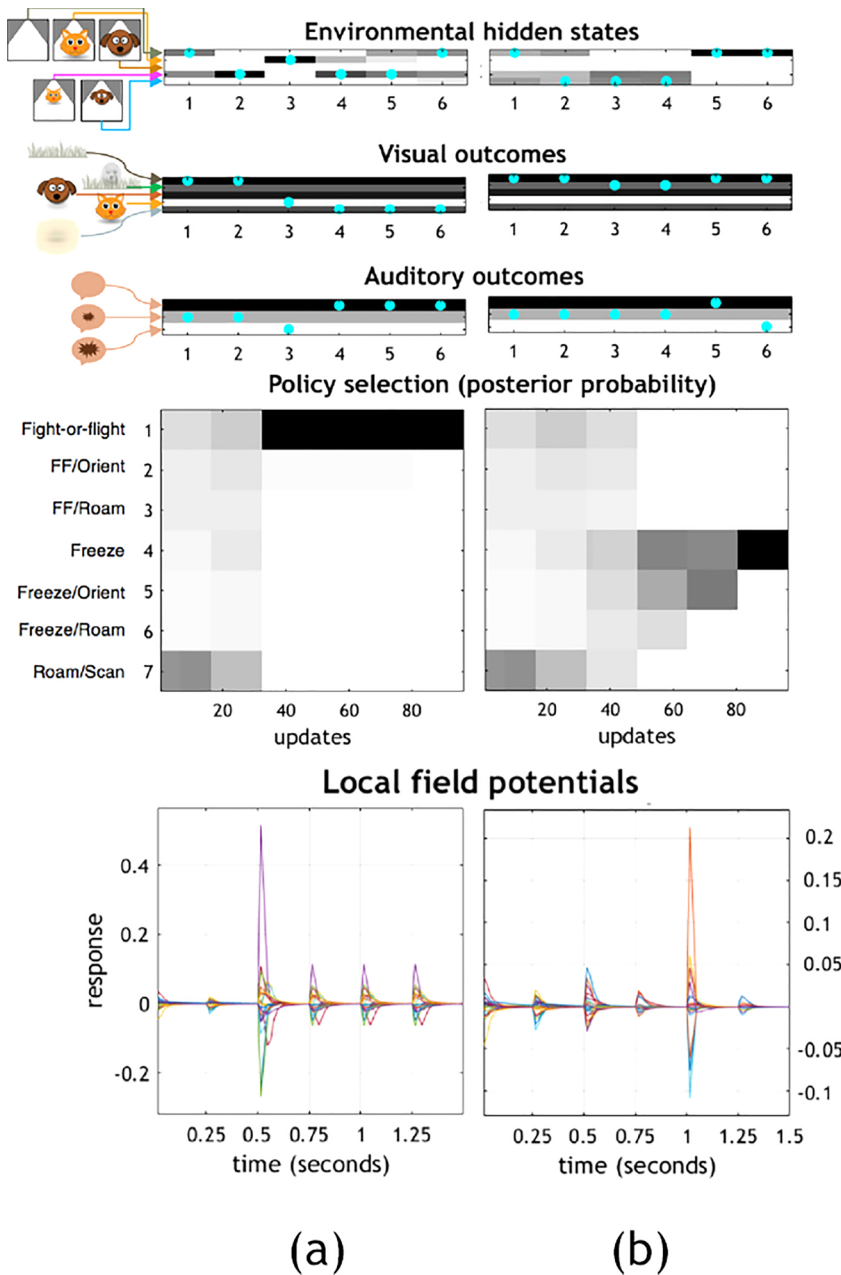 Environmental hidden states
1 2 3 4 5 6 1 2 3 4 5 6
Visual outcomes
1 2 3 4 5 6 1 2 3 4 5 6
Auditory outcomes
1 2 3 4 5 6 1 2 3 4 5 6
Policy selection (posterior probability)
Fight-or-flight 1
FF/Orient 2
FF/Roam 3
Freeze 4
Freeze/Orient 5
Freeze/Roam 6
Roam/Scan 7
20 40 60 80 20 40 60 80
updates updates
Local field potentials
0.4
0.2
0
-0.2
response
0.2
0.15
0.1
0.05
0
-0.05
-0.1
0.25 0.5 0.75 1 1.25 0.25 0.5 0.75 1 1.25 1.5
time (seconds) time (seconds)
(a) (b)